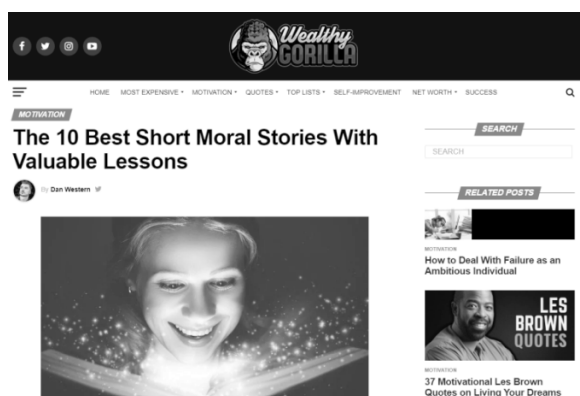 Wealthy
GORILLA
HOME MOST EXPENSIVE MOTIVATION QUOTES TOP LISTS SELF-IMPROVEMENT NET WORTH SUCCESS
MOTIVATION
The 10 Best Short Moral Stories With
Valuable Lessons
By Dan Western
SEARCH
SEARCH
RELATED POSTS
MOTIVATION
How to Deal With Failure as an
Ambitious Individual
LES
BROWN
QUOTES
MOTIVATION
37 Motivational Les Brown
Quotes on Living Your Dreams